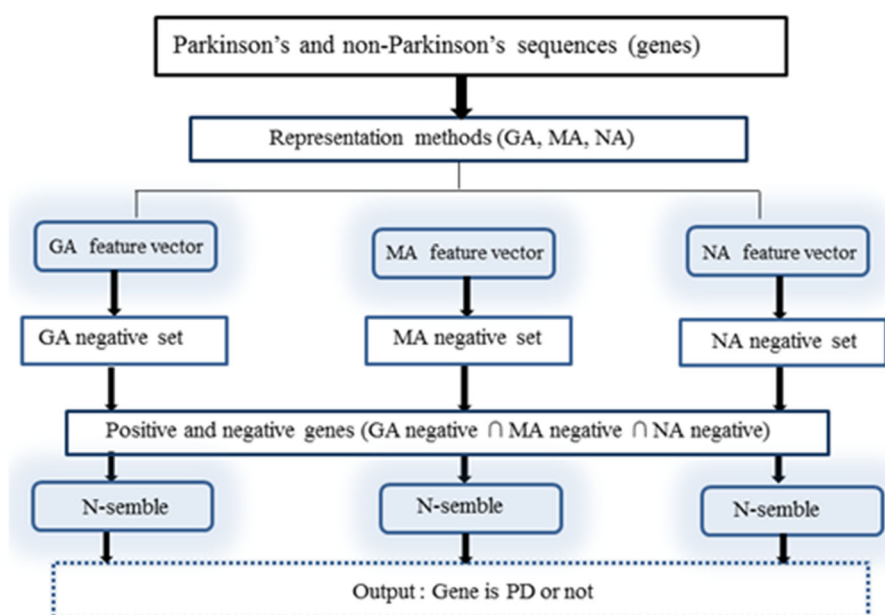 Parkinson's and non-Parkinson's sequences (genes)
Representation methods (GA, MA, NA)
GA feature vector
MA feature vector
NA feature vector
GA negative set
MA negative set
NA negative set
Positive and negative genes (GA negative ∩ MA negative ∩ NA negative)
N-semble
N-semble
N-semble
Output : Gene is PD or not